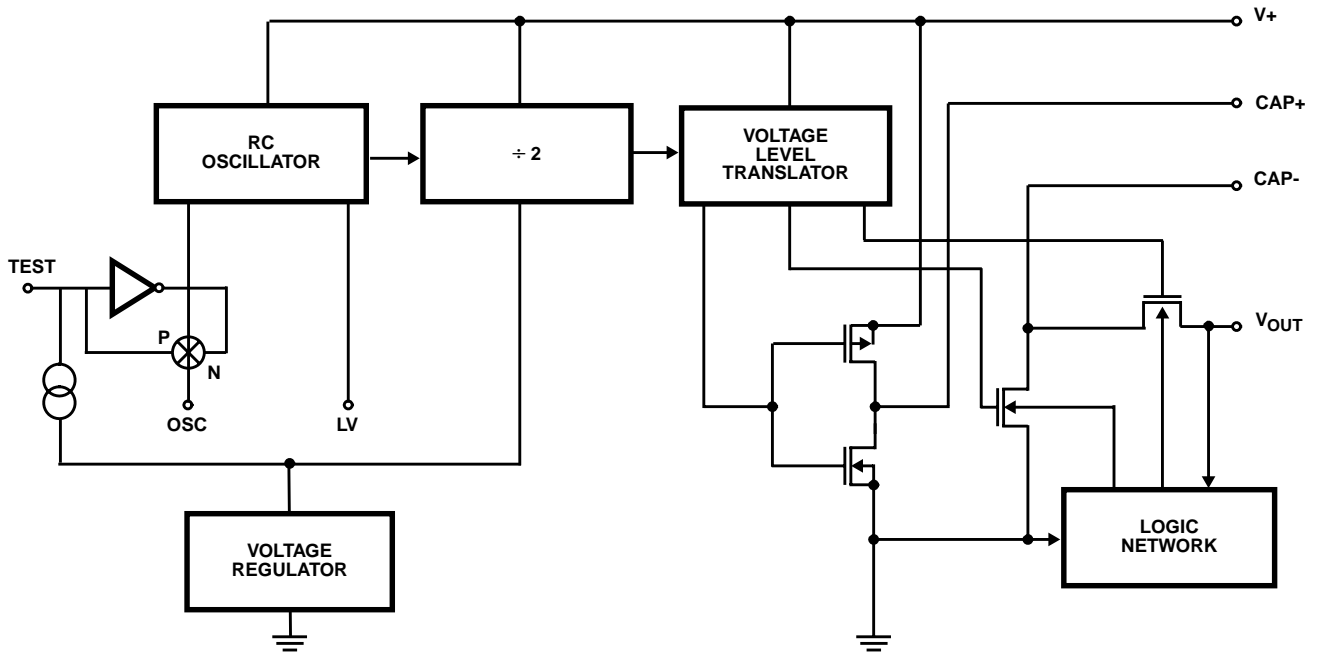 V+
CAP+
RC
OSCILLATOR
÷ 2
VOLTAGE
LEVEL
TRANSLATOR
CAP-
TEST
P
N
OSC
LV
VOUT
VOLTAGE
REGULATOR
LOGIC
NETWORK